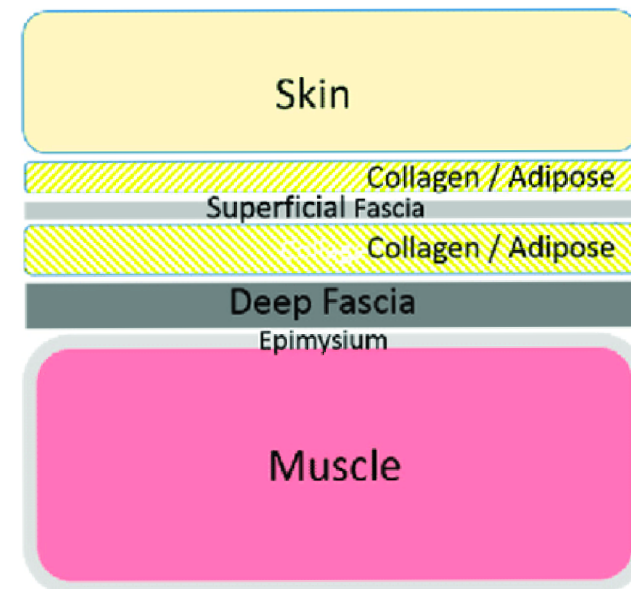 Skin
Collagen / Adipose
Superficial Fascia
Collagen / Adipose
Deep Fascia
Epimysium
Muscle